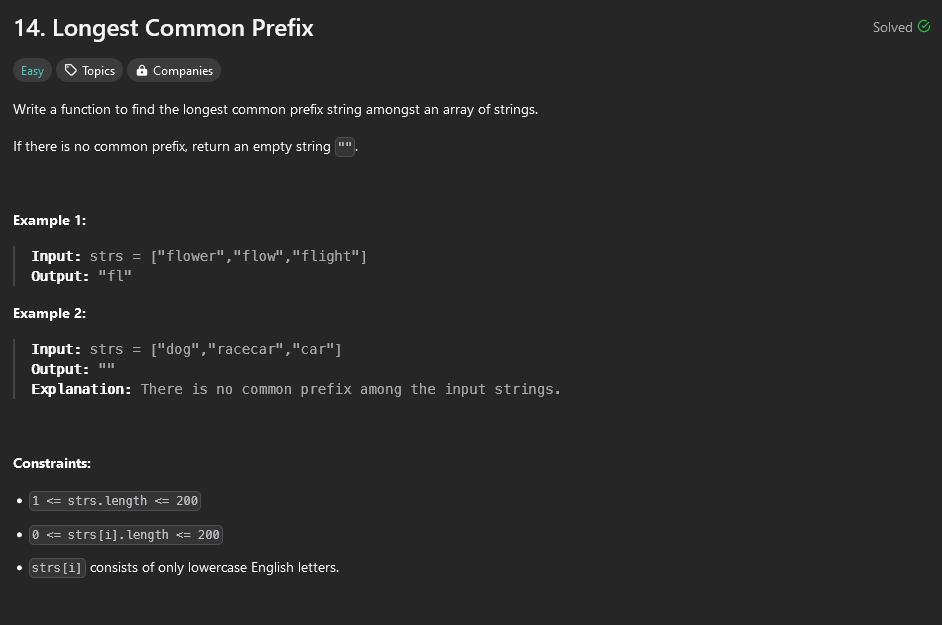 14. Longest Common Prefix
Solved
Easy Topics Companies
Write a function to find the longest common prefix string amongst an array of strings.
If there is no common prefix, return an empty string "".
Example 1:
Input: strs = ["flower","flow","flight"]
Output: "fl"
Example 2:
Input: strs = ["dog","racecar","car"]
Output: ""
Explanation: There is no common prefix among the input strings.
Constraints:
• 1 <= strs.length <= 200
• 0 <= strs[i].length <= 200
• strs[i] consists of only lowercase English letters.